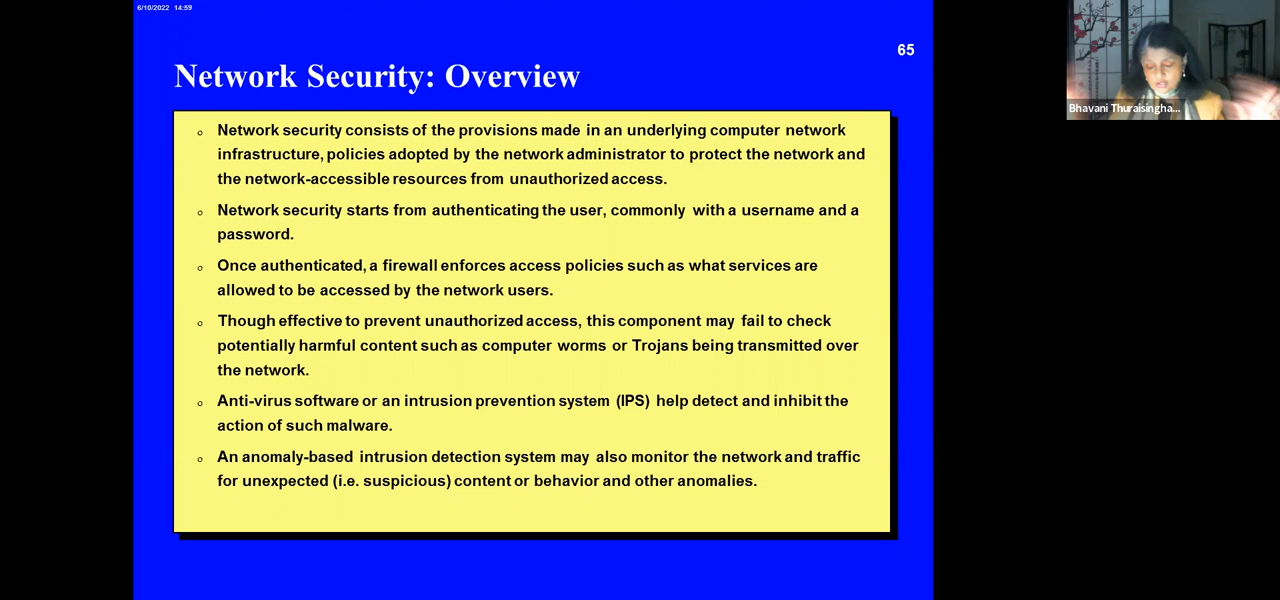 6/10/2022 14:59
65
Network Security: Overview
Network security consists of the provisions made in an underlying computer network
infrastructure, policies adopted by the network administrator to protect the network and
the network-accessible resources from unauthorized access.
Network security starts from authenticating the user, commonly with a username and a
password.
Once authenticated, a firewall enforces access policies such as what services are
allowed to be accessed by the network users.
Though effective to prevent unauthorized access, this component may fail to check
potentially harmful content such as computer worms or Trojans being transmitted over
the network.
Anti-virus software or an intrusion prevention system (IPS) help detect and inhibit the
action of such malware.
An anomaly-based intrusion detection system may also monitor the network and traffic
for unexpected (i.e. suspicious) content or behavior and other anomalies.
Bhavani Thuraisingha...